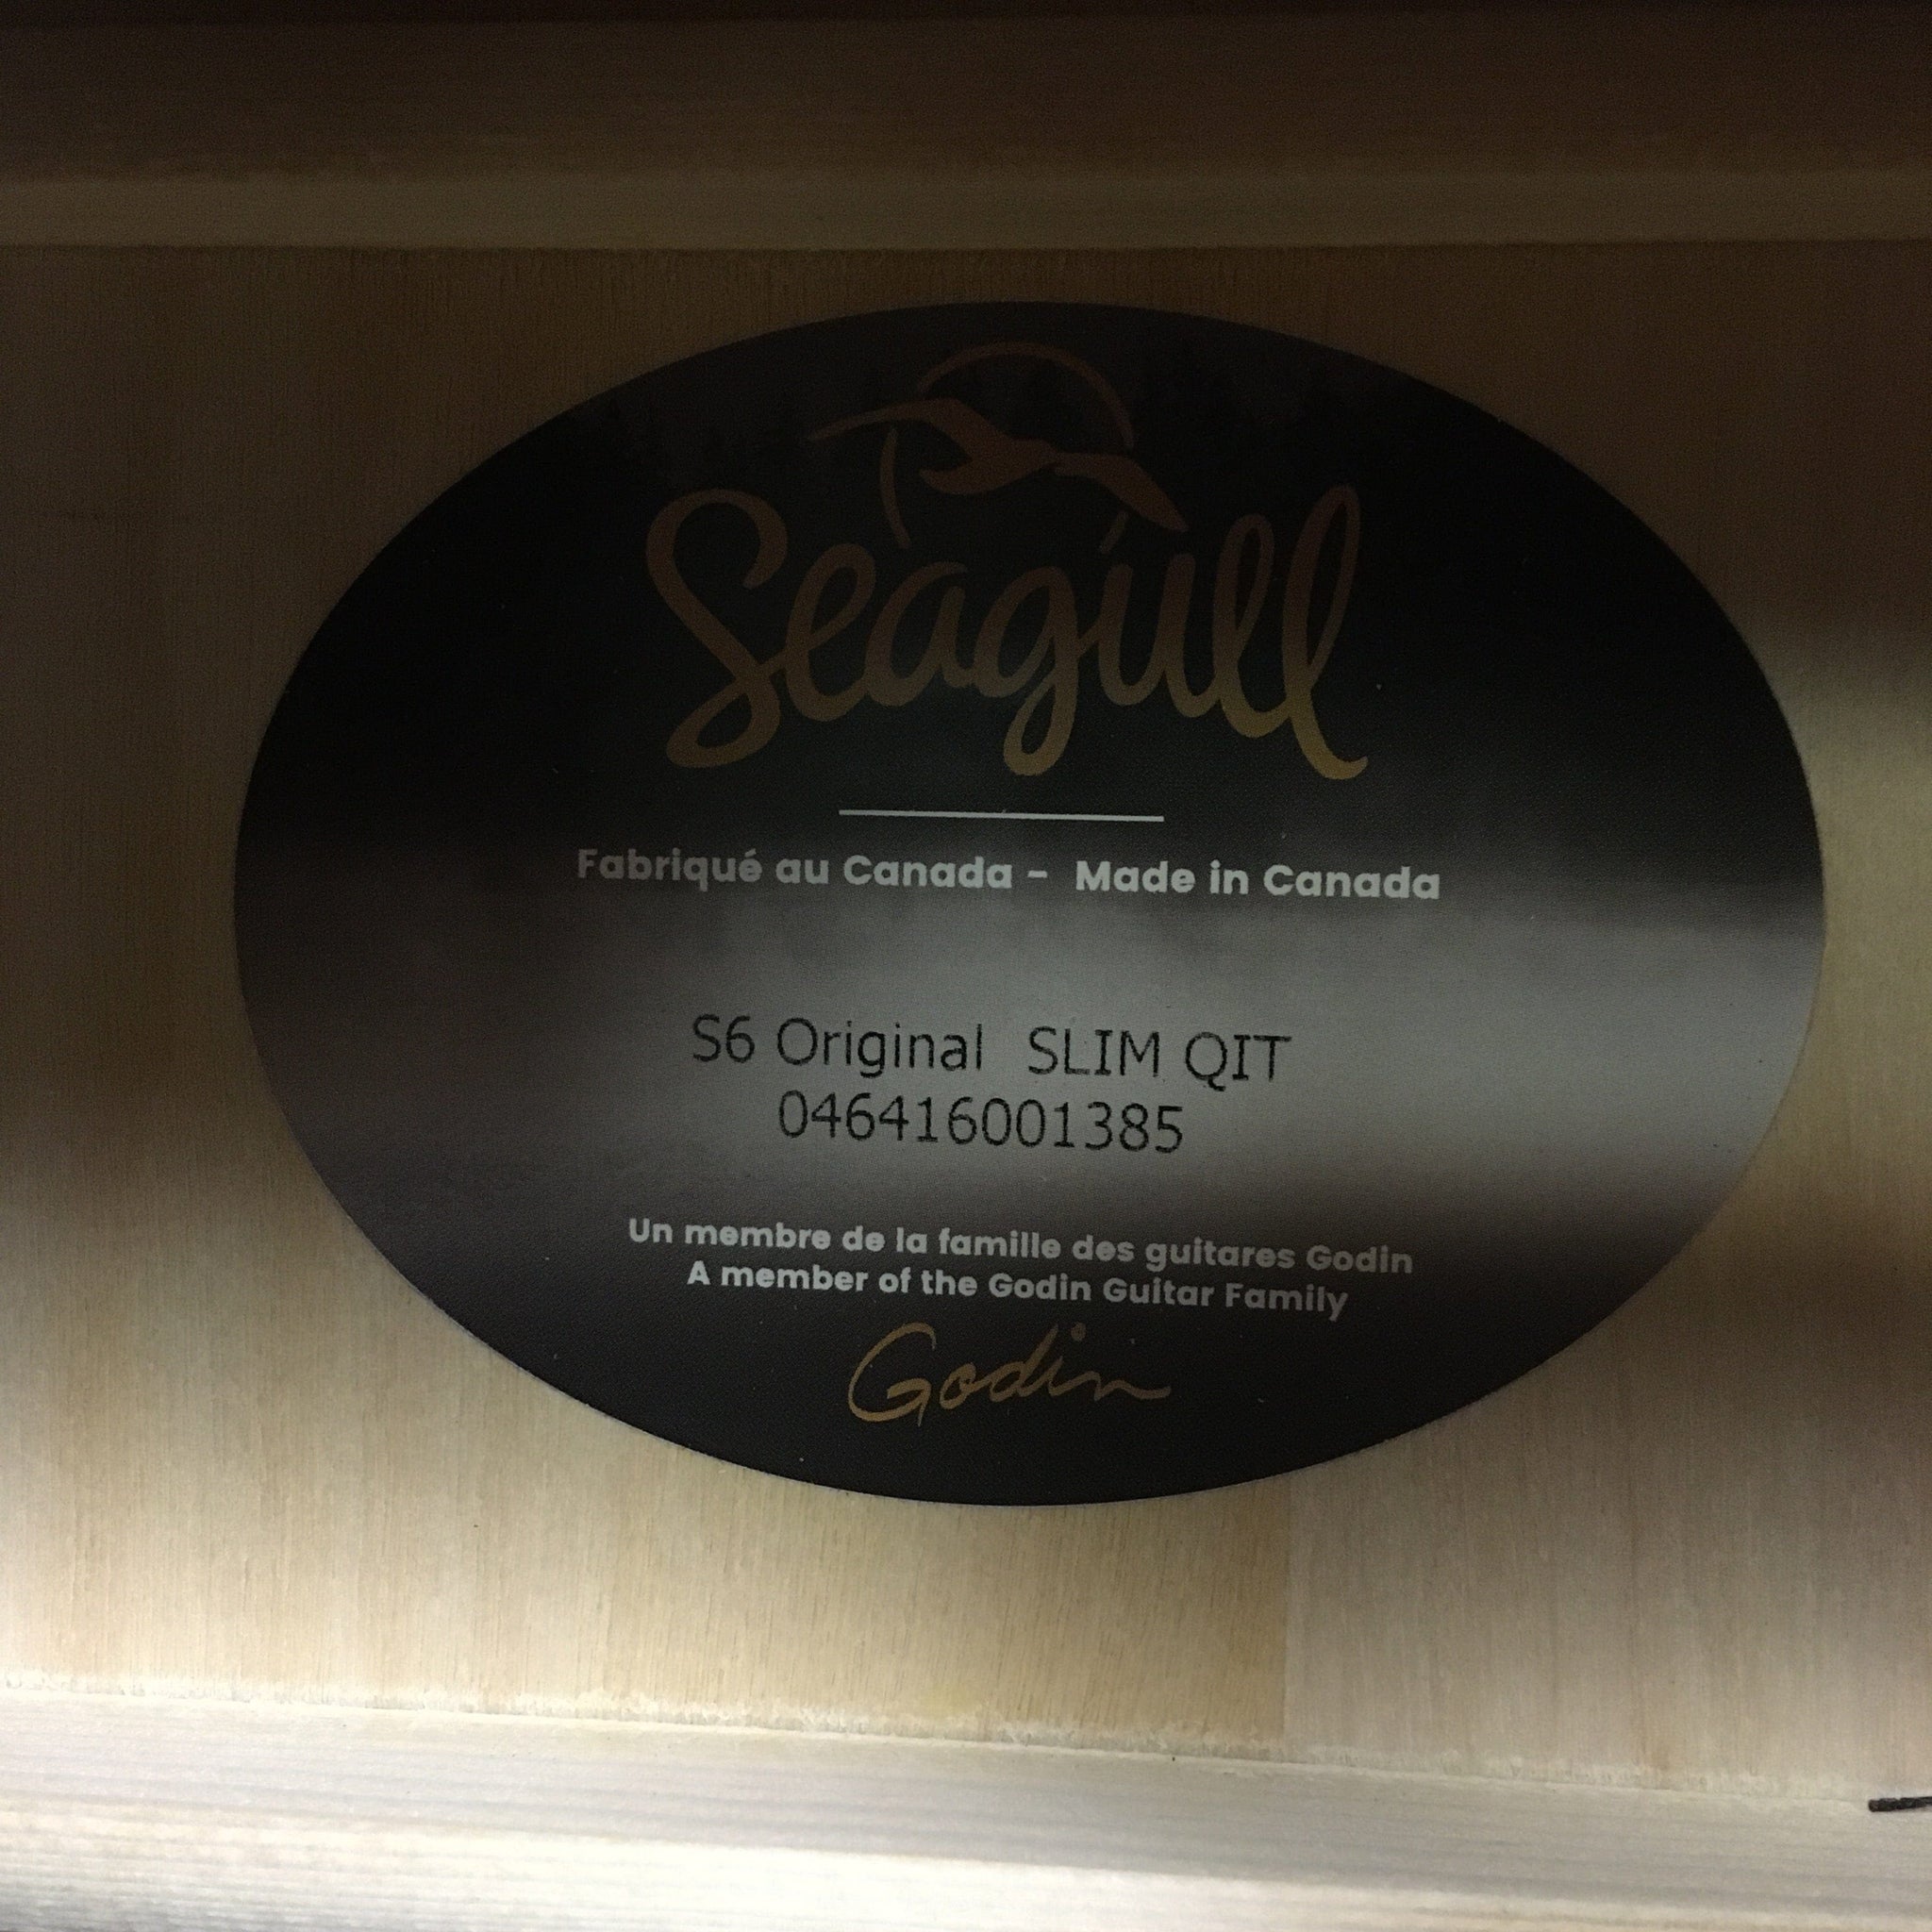 Seagull
Fabriqué au Canada - Made in Canada
S6 Original SLIM QIT
046416001385
Un membre de la famille des guitares Godin
A member of the Godin Guitar Family
Godin